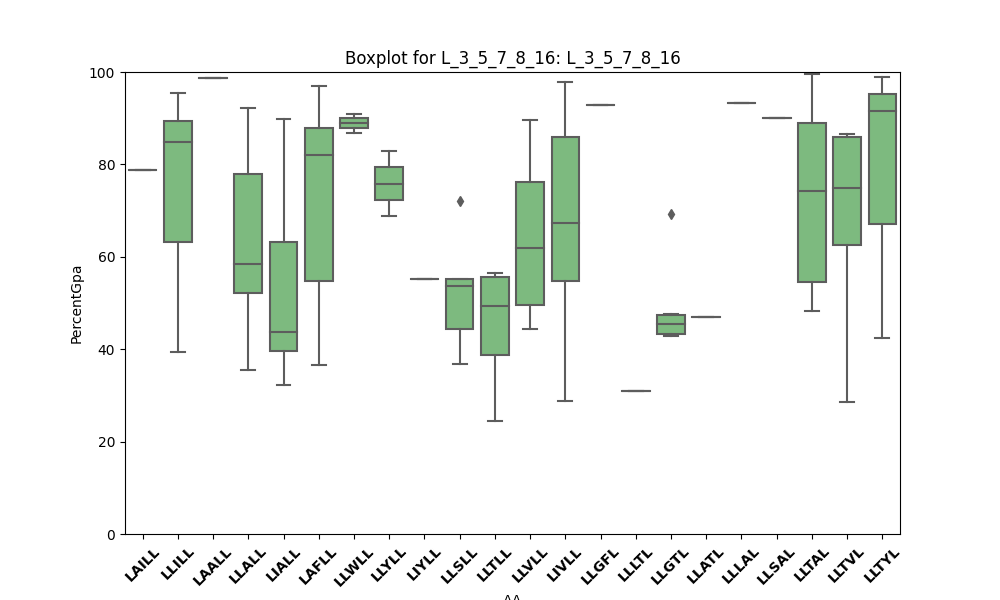 Boxplot for L_3_5_7_8_16: L_3_5_7_8_16
100
80
60
40
20
0
PercentGpa
LAILL LLILL LAALL LLALL LIALL LAFLL LLWLL LLYLL LIYLL LLSLL LLTLL LLVLL LIVLL LLGFL LLLTL LLGTL LLATL LLLAL LLSAL LLTAL LLTVL LLTYL
AA